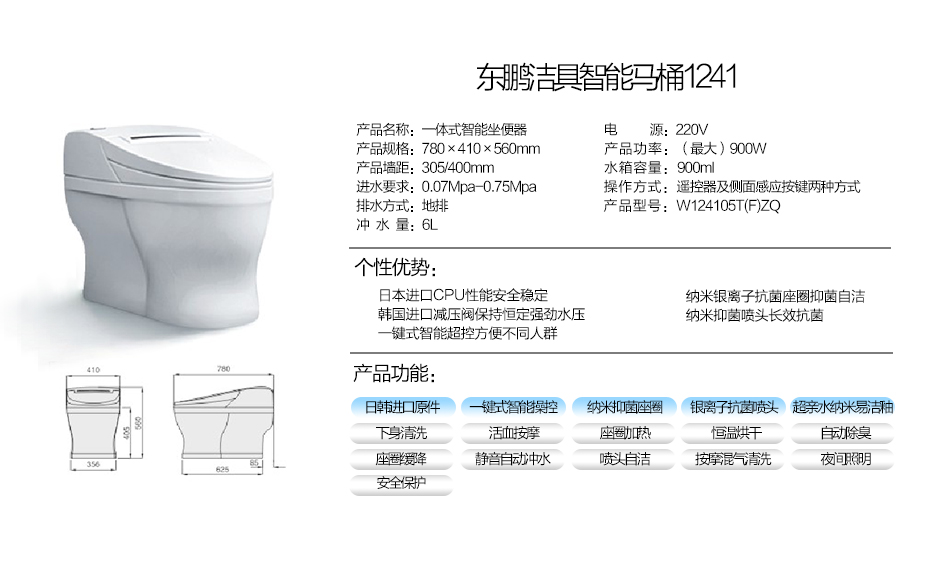 东鹏洁具智能马桶1241
产品名称：一体式智能坐便器
产品规格：780×410×560mm
产品墙距：305/400mm
进水要求：0.07Mpa-0.75Mpa
排水方式：地排
冲 水 量：6L
电 源：220V
产品功率：（最大）900W
水箱容量：900ml
操作方式：遥控器及侧面感应按键两种方式
产品型号：W124105T(F)ZQ
个性优势：
日本进口CPU性能安全稳定
韩国进口减压阀保持恒定强劲水压
一键式智能超控方便不同人群
纳米银离子抗菌座圈抑菌自洁
纳米抑菌喷头长效抗菌
产品功能：
日韩进口原件 一键式智能操控 纳米抑菌座圈 银离子抗菌喷头 超亲水纳米易洁釉
下身清洗 活血按摩 座圈加热 恒温烘干 自动除臭
座圈缓降 静音自动冲水 喷头自洁 按摩混气清洗 夜间照明
安全保护
410
560
405
356
780
85
625